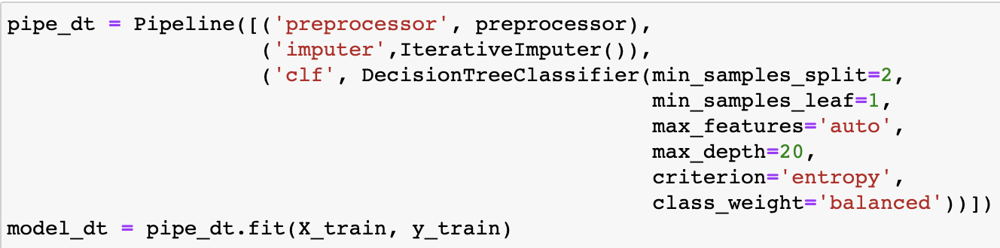 pipe_dt = Pipeline([('preprocessor', preprocessor),
('imputer',IterativeImputer()),
('clf', DecisionTreeClassifier(min_samples_split=2,
min_samples_leaf=1,
max_features='auto',
max_depth=20,
criterion='entropy',
class_weight='balanced'))])
model_dt = pipe_dt.fit(X_train, y_train)